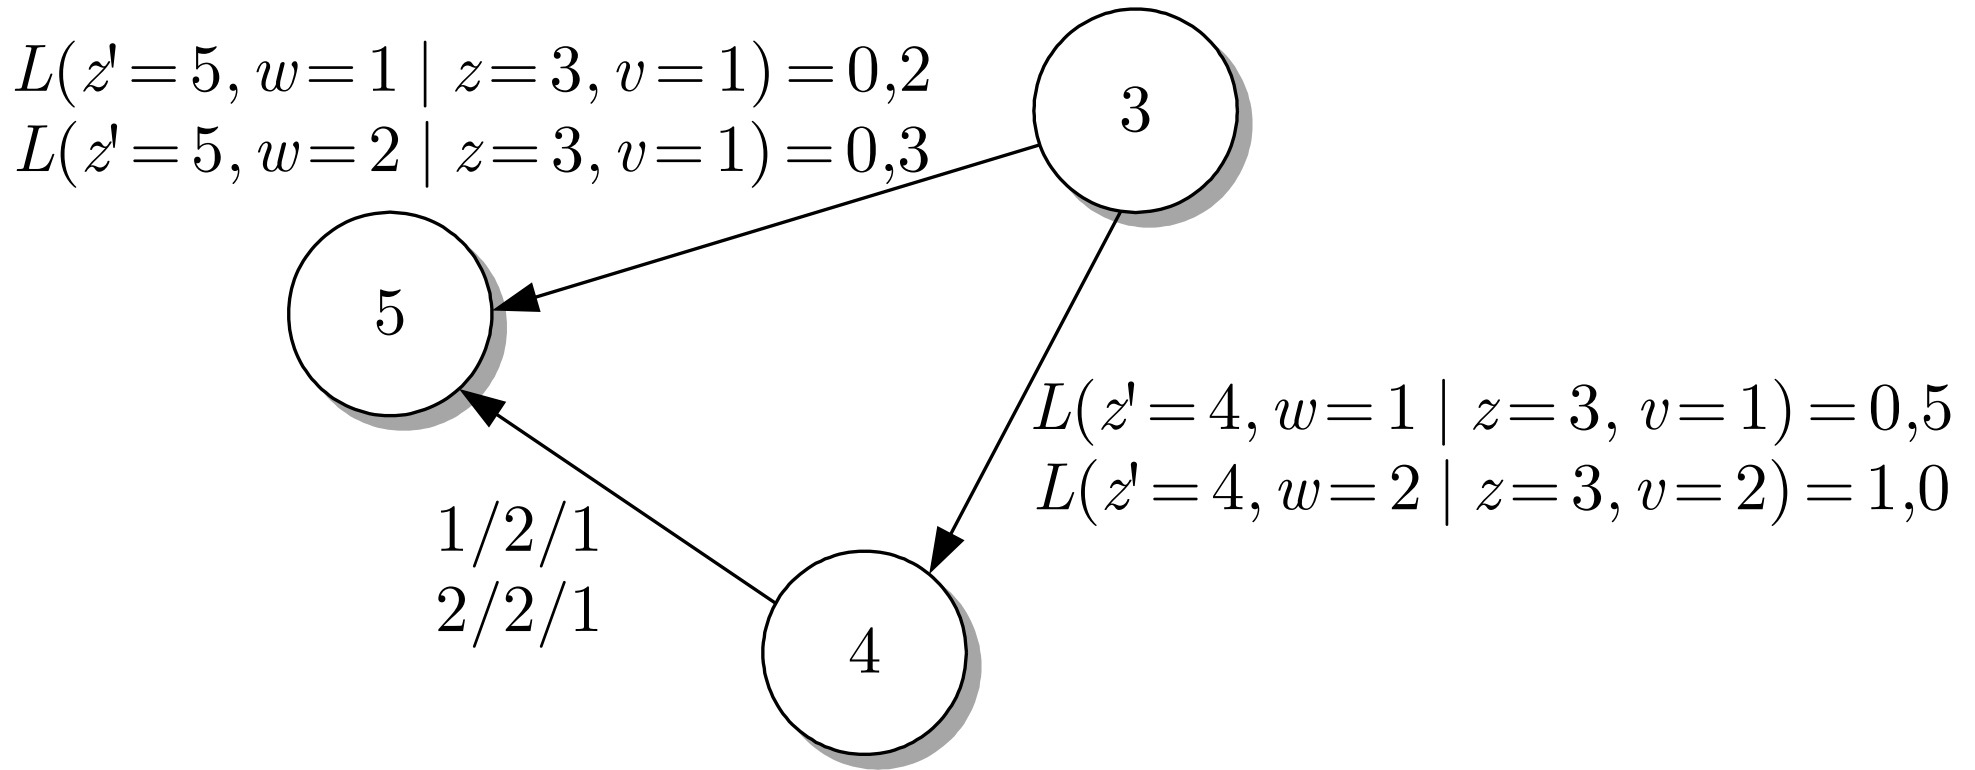 L(z'=5, w=1 | z=3, v=1)=0,2
L(z'=5, w=2 | z=3, v=1)=0,3
3
5
L(z'=4, w=1 | z=3, v=1)=0,5
L(z'=4, w=2 | z=3, v=2)=1,0
1/2/1
2/2/1
4